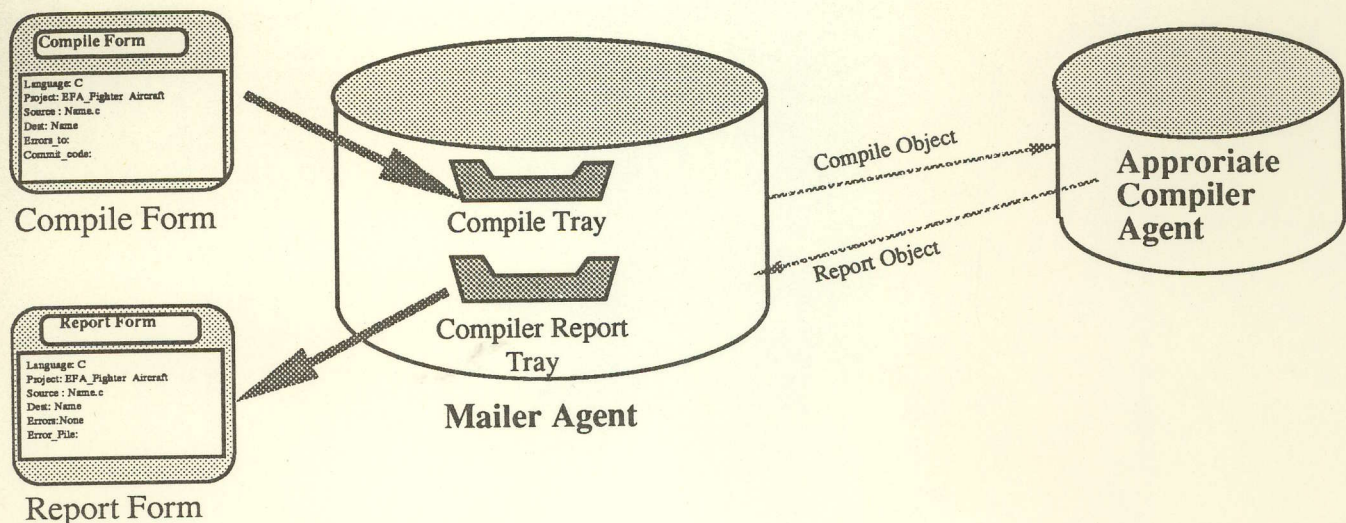 Compile Form
Language: C
Project: EFA_Fighter Aircraft
Source : Name.c
Dest: Name
Errors_to:
Commit_code:
Compile Form
Report Form
Language: C
Project: EFA_Fighter Aircraft
Source : Name.c
Dest: Name
Errors:None
Error_File:
Report Form
Compile Tray
Compiler Report
Tray
Mailer Agent
Compile Object
Report Object
Approriate
Compiler
Agent